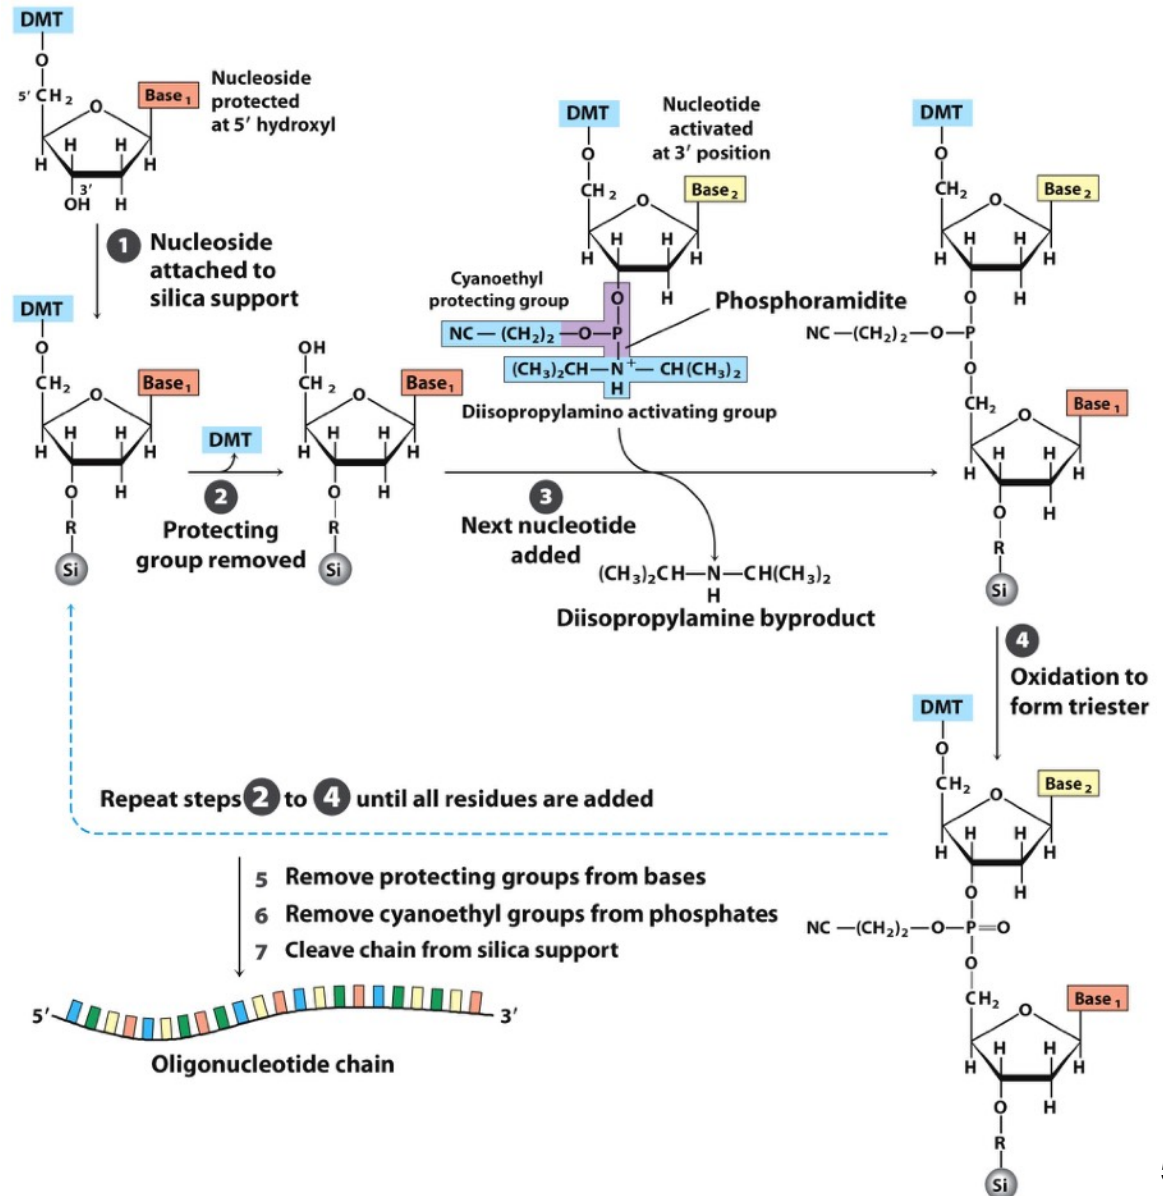 DMT
O
5′ CH2
O
Base1
H
H
H
H
3′
OH
H
Nucleoside
protected
at 5′ hydroxyl
1 Nucleoside
attached to
silica support
DMT
O
CH2
O
Base1
H
H
H
H
O
H
R
Si
DMT
2
Protecting
group removed
OH
CH2
O
Base1
H
H
H
H
O
H
R
Si
DMT
O
CH2
O
Base2
H
H
H
H
H
Nucleotide
activated
at 3′ position
Cyanoethyl
protecting group
O
NC—(CH2)2—O—P
(CH3)2CH—N+—CH(CH3)2
H
Phosphoramidite
Diisopropylamino activating group
3
Next nucleotide
added
(CH3)2CH—N—CH(CH3)2
H
Diisopropylamine byproduct
DMT
O
CH2
O
Base2
H
H
H
H
O
H
NC—(CH2)2—O—P
O
CH2
O
Base1
H
H
H
H
O
H
R
Si
4
Oxidation to
form triester
DMT
O
CH2
O
Base2
H
H
H
H
O
H
NC—(CH2)2—O—P=O
O
CH2
O
Base1
H
H
H
H
O
H
R
Si
Repeat steps 2 to 4 until all residues are added
5 Remove protecting groups from bases
6 Remove cyanoethyl groups from phosphates
7 Cleave chain from silica support
5′ 3′
Oligonucleotide chain